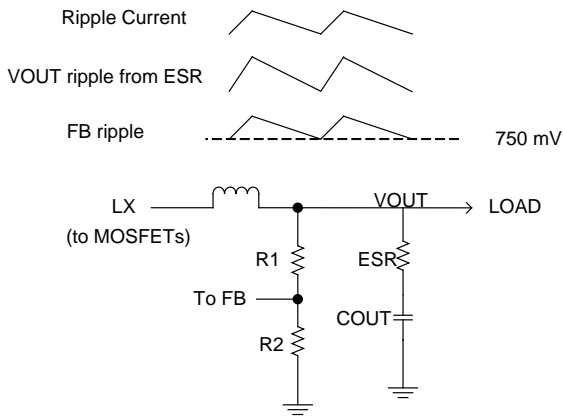 Ripple Current
VOUT ripple from ESR
FB ripple
750 mV
VOUT
LX
LOAD
(to MOSFETs)
R1
ESR
To FB
COUT
R2